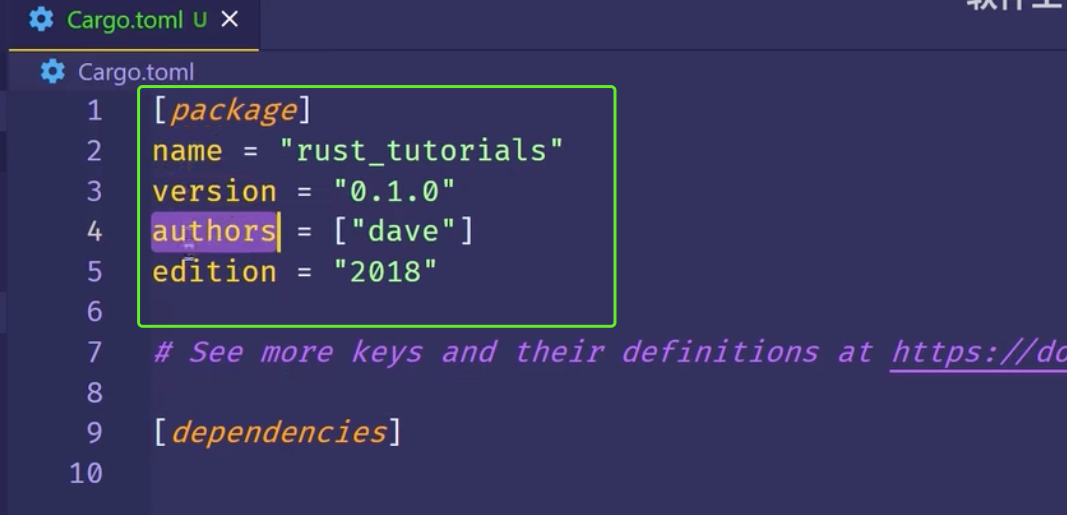 Cargo.toml U
Cargo.toml
1 [package]
2 name = "rust_tutorials"
3 version = "0.1.0"
4 authors = ["dave"]
5 edition = "2018"
6
7 # See more keys and their definitions at https://do
8
9 [dependencies]
10